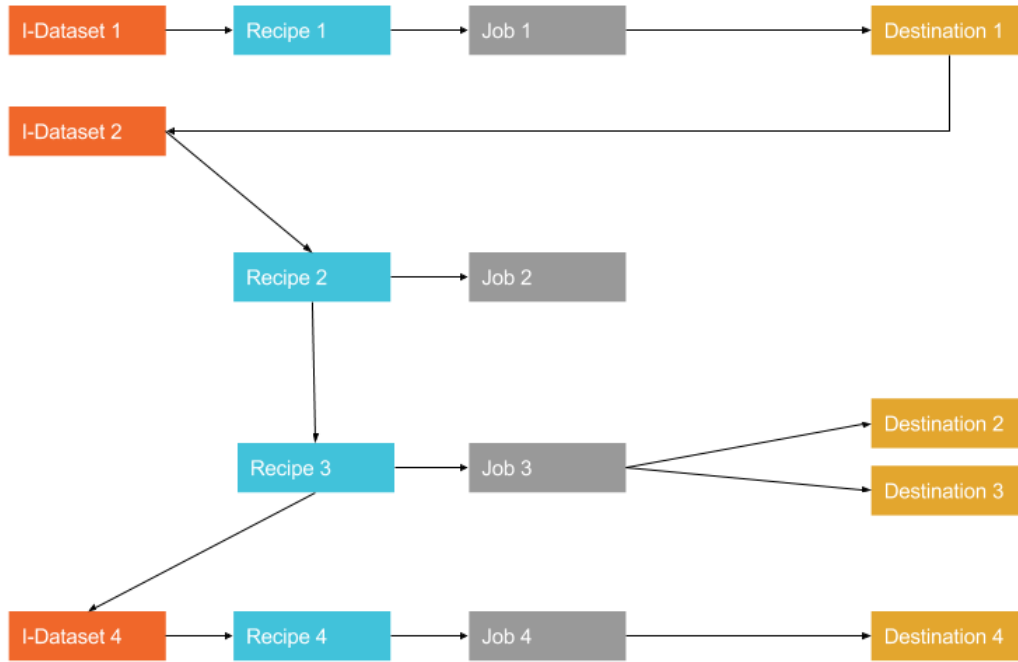 I-Dataset 1
Recipe 1
Job 1
Destination 1
I-Dataset 2
Recipe 2
Job 2
Recipe 3
Job 3
Destination 2
Destination 3
I-Dataset 4
Recipe 4
Job 4
Destination 4